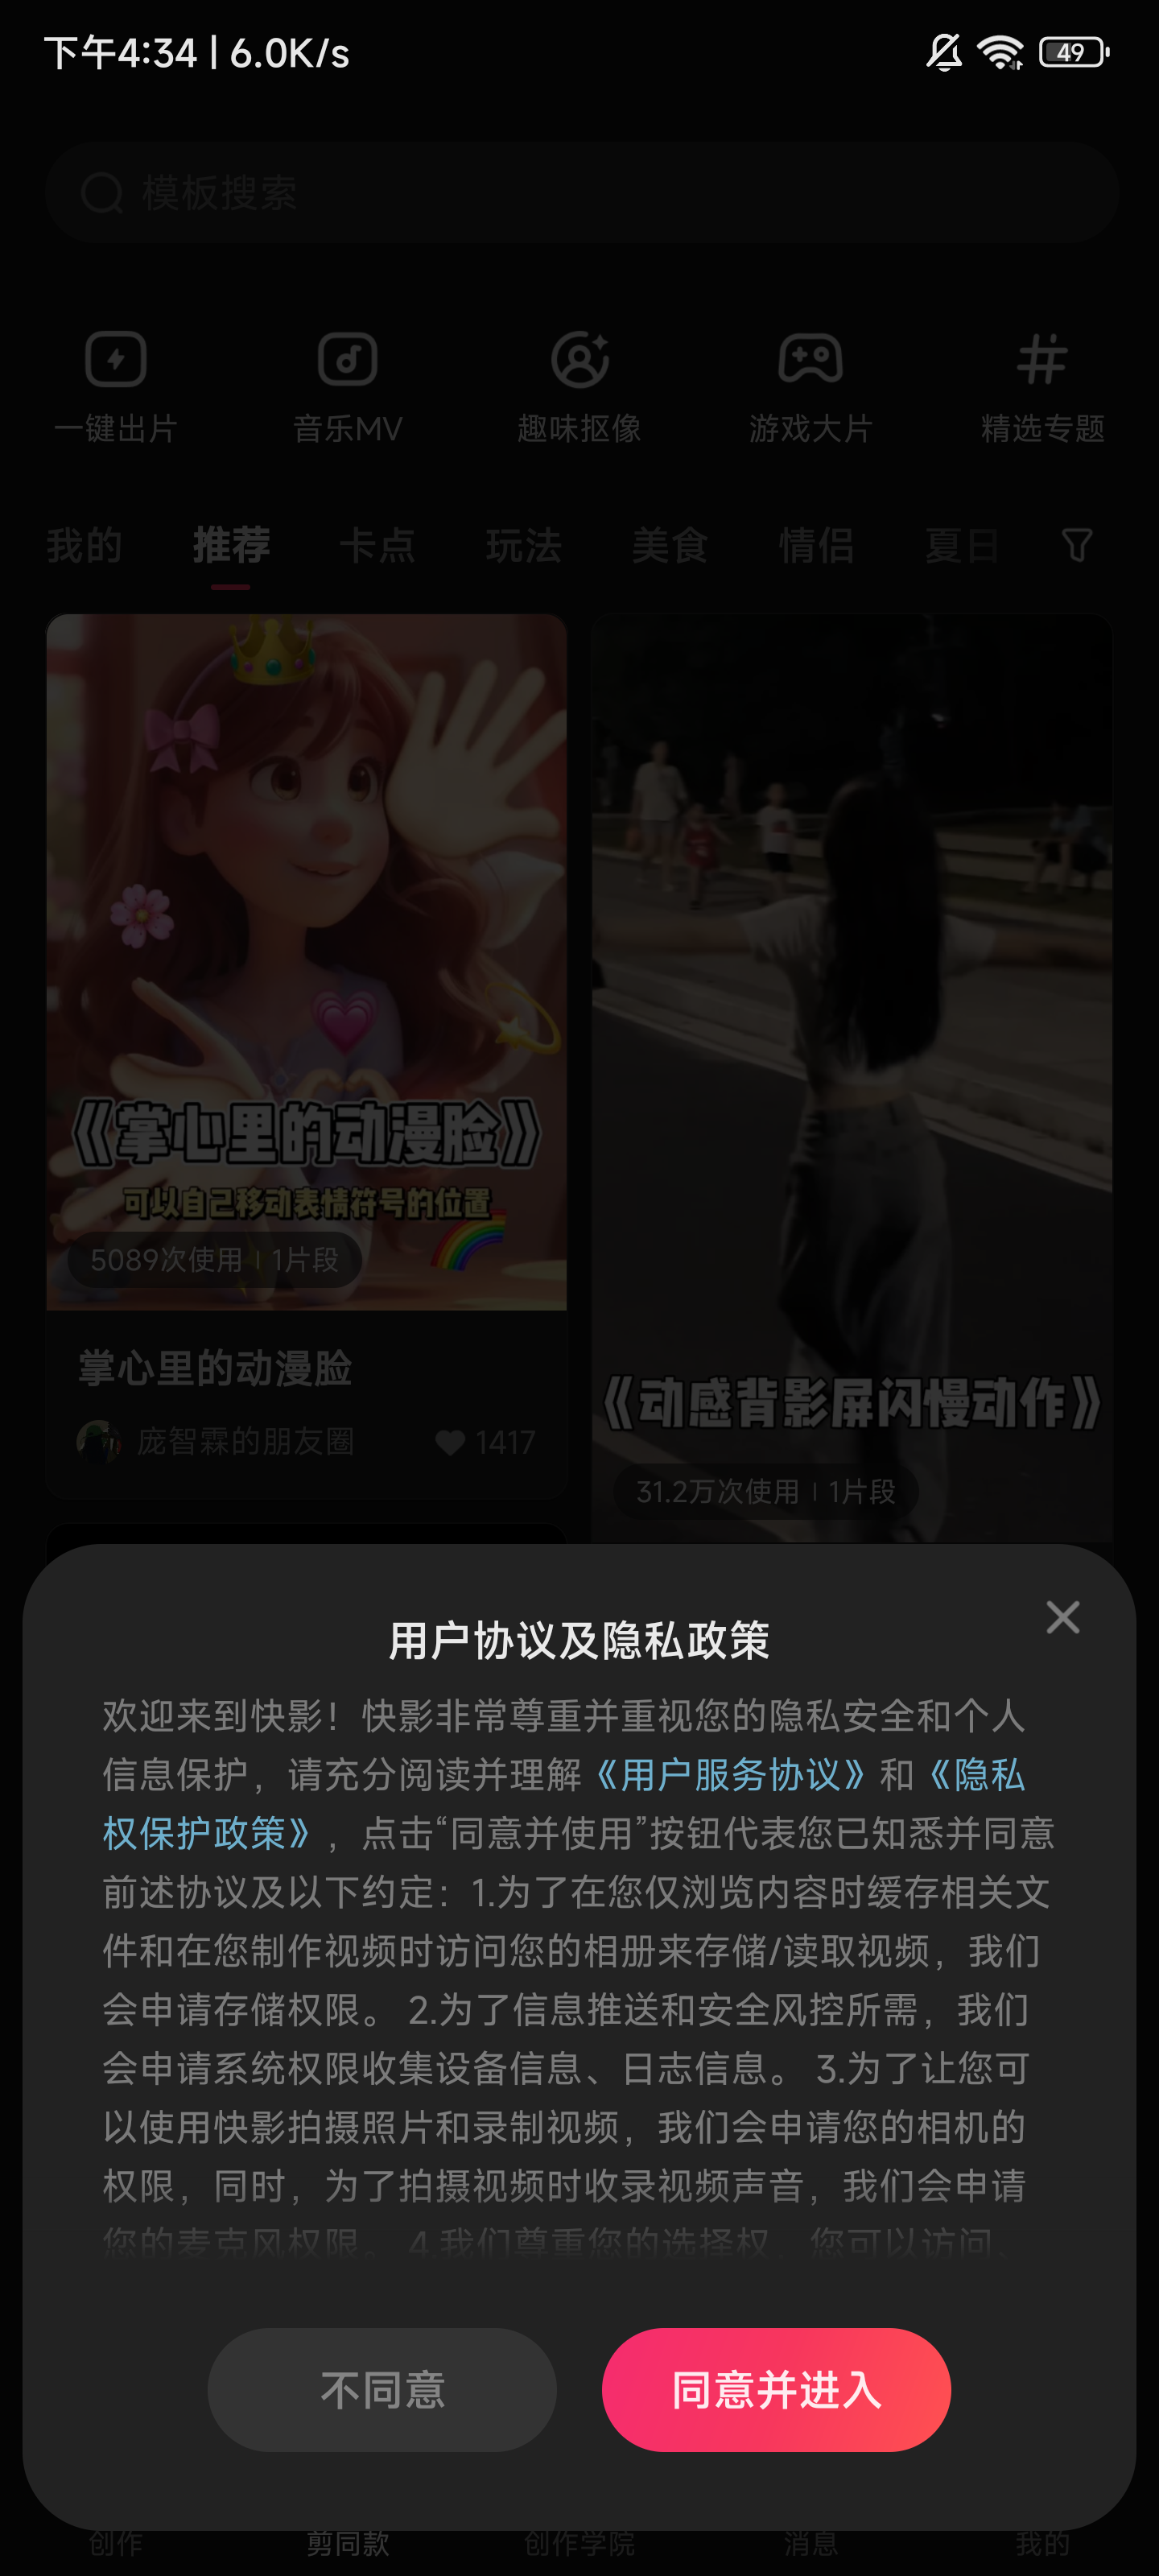 下午4:34 | 6.0K/s
49
模板搜索
一键出片 音乐MV 趣味抠像 游戏大片 精选专题
我的 推荐 卡点 玩法 美食 情侣 夏日
《掌心里的动漫脸》
可以自己移动表情符号的位置
5089次使用 | 1片段
掌心里的动漫脸
庞智霖的朋友圈 1417
《动感背影屏闪慢动作》
31.2万次使用 | 1片段
用户协议及隐私政策
欢迎来到快影！快影非常尊重并重视您的隐私安全和个人
信息保护，请充分阅读并理解《用户服务协议》和《隐私
权保护政策》，点击“同意并使用”按钮代表您已知悉并同意
前述协议及以下约定：1.为了在您仅浏览内容时缓存相关文
件和在您制作视频时访问您的相册来存储/读取视频，我们
会申请存储权限。 2.为了信息推送和安全风控所需，我们
会申请系统权限收集设备信息、日志信息。 3.为了让您可
以使用快影拍摄照片和录制视频，我们会申请您的相机的
权限，同时，为了拍摄视频时收录视频声音，我们会申请
您的麦克风权限。 4.我们尊重您的选择权，您可以访问、
不同意 同意并进入
创作 剪同款 创作学院 消息 我的